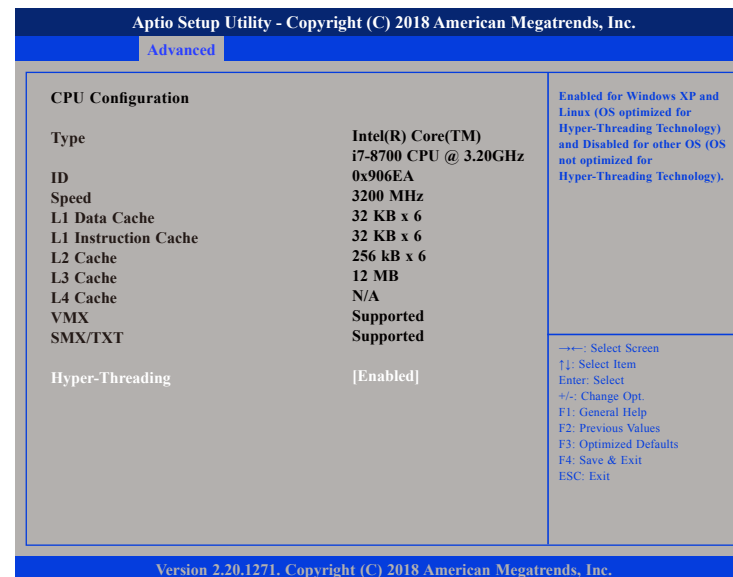 Aptio Setup Utility - Copyright (C) 2018 American Megatrends, Inc.
Advanced
CPU Configuration
Type Intel(R) Core(TM)
i7-8700 CPU @ 3.20GHz
ID 0x906EA
Speed 3200 MHz
L1 Data Cache 32 KB x 6
L1 Instruction Cache 32 KB x 6
L2 Cache 256 kB x 6
L3 Cache 12 MB
L4 Cache N/A
VMX Supported
SMX/TXT Supported
Hyper-Threading [Enabled]
Enabled for Windows XP and
Linux (OS optimized for
Hyper-Threading Technology)
and Disabled for other OS (OS
not optimized for
Hyper-Threading Technology).
→←: Select Screen
↑↓: Select Item
Enter: Select
+/-: Change Opt.
F1: General Help
F2: Previous Values
F3: Optimized Defaults
F4: Save & Exit
ESC: Exit
Version 2.20.1271. Copyright (C) 2018 American Megatrends, Inc.